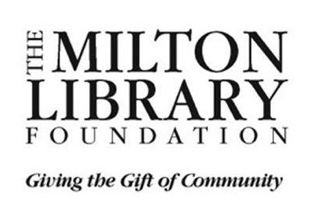 THE MILTON
LIBRARY
FOUNDATION
Giving the Gift of Community